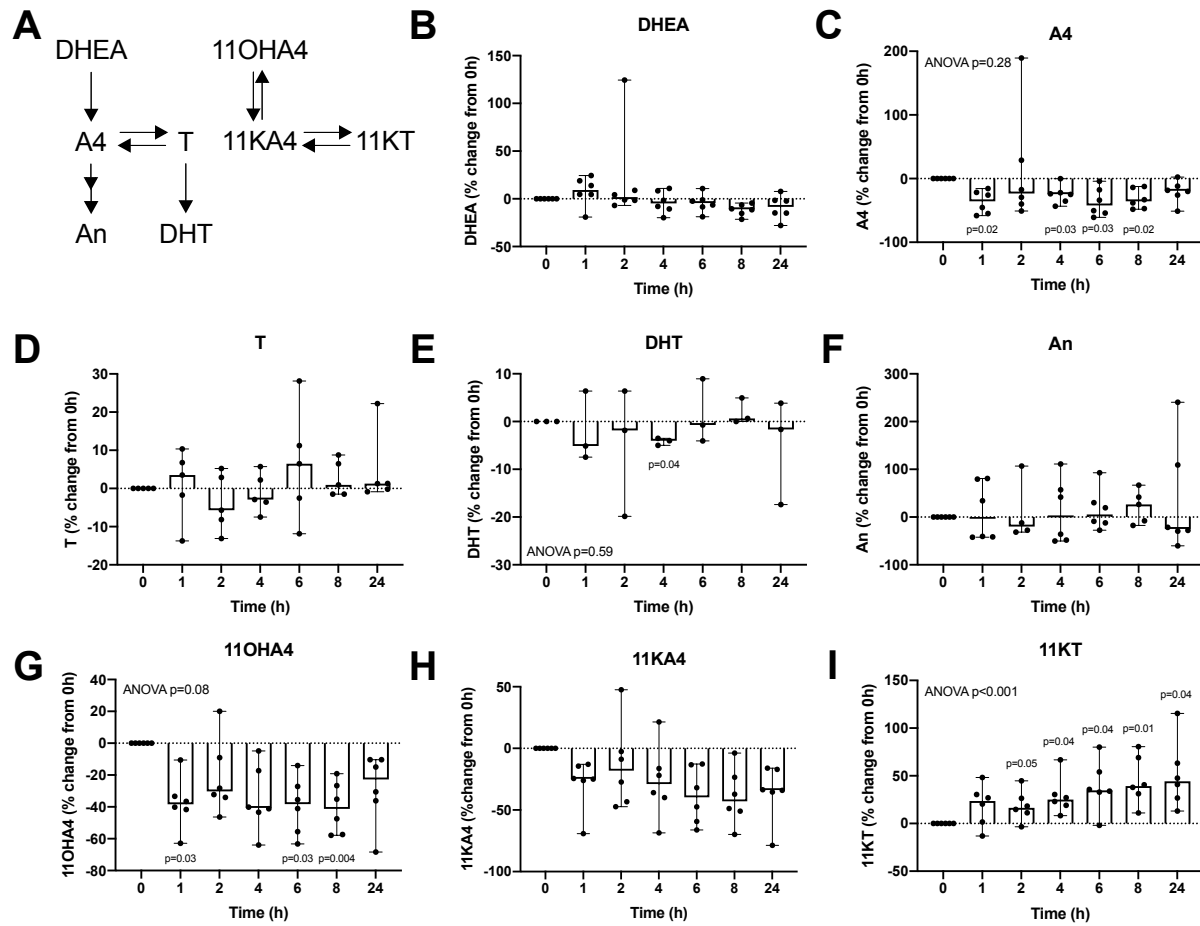 A
DHEA
11OHA4
A4
T
11KA4
11KT
An
DHT
B
DHEA
DHEA (% change from 0h)
150
100
50
0
-50
0 1 2 4 6 8 24
Time (h)
C
A4
A4 (% change from 0h)
ANOVA p=0.28
200
100
0
-100
p=0.02 p=0.03 p=0.03 p=0.02
0 1 2 4 6 8 24
Time (h)
D
T
T (% change from 0h)
30
20
10
0
-10
-20
0 1 2 4 6 8 24
Time (h)
E
DHT
DHT (% change from 0h)
10
0
-10
-20
-30
p=0.04
ANOVA p=0.59
0 1 2 4 6 8 24
Time (h)
F
An
An (% change from 0h)
300
200
100
0
-100
0 1 2 4 6 8 24
Time (h)
G
11OHA4
11OHA4 (% change from 0h)
ANOVA p=0.08
40
20
0
-20
-40
-60
-80
p=0.03 p=0.03 p=0.004
0 1 2 4 6 8 24
Time (h)
H
11KA4
11KA4 (%change from 0h)
50
0
-50
-100
0 1 2 4 6 8 24
Time (h)
I
11KT
11KT (% change from 0h)
ANOVA p<0.001
150
100
50
0
-50
p=0.05 p=0.04 p=0.04 p=0.01 p=0.04
0 1 2 4 6 8 24
Time (h)